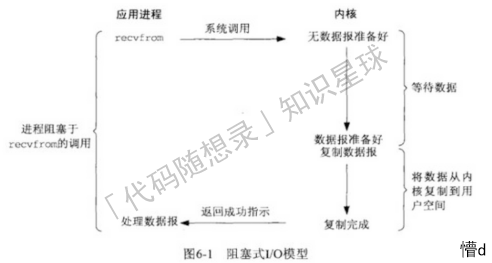 应用进程
内核
recvfrom
系统调用
无数据报准备好
等待数据
进程阻塞于
recvfrom的调用
数据报准备好
复制数据报
将数据从内
核复制到用
户空间
处理数据报
返回成功指示
复制完成
图6-1 阻塞式I/O模型
「代码随想录」知识星球
懵d